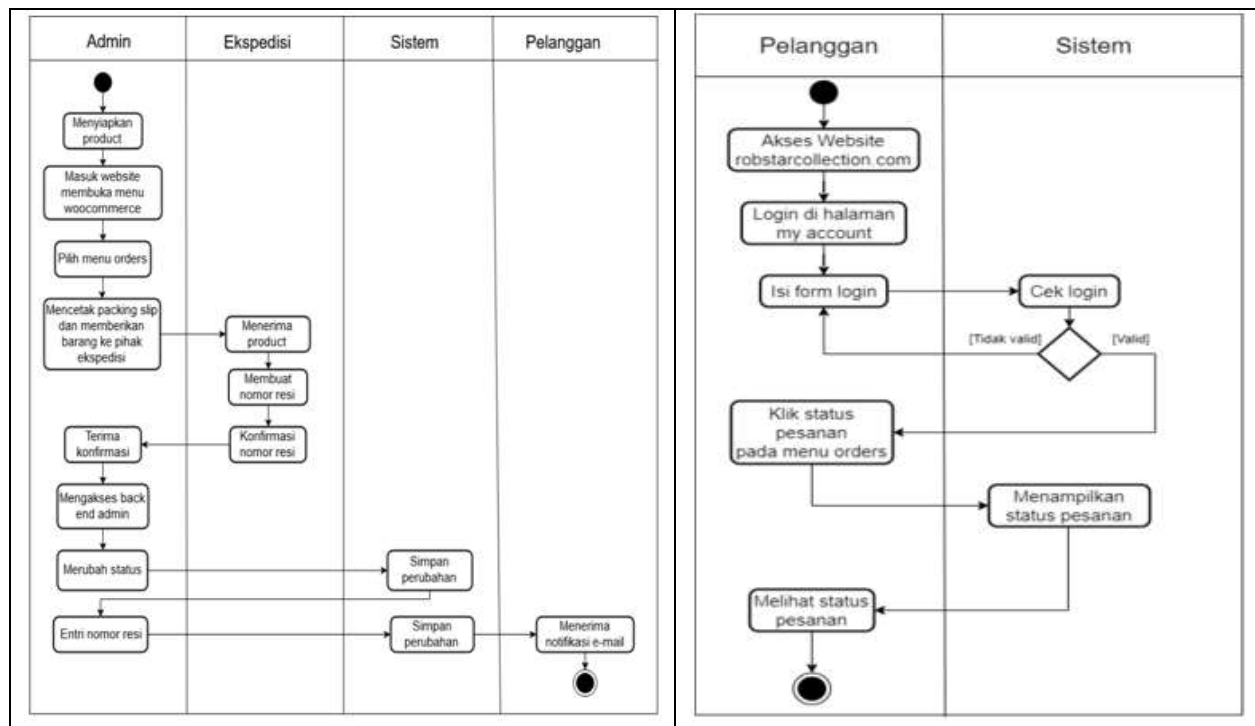 Admin
Ekspedisi
Sistem
Pelanggan
Menyiapkan
product
Masuk website
membuka menu
woocommerce
Pilih menu orders
Mencetak packing slip
dan memberikan
barang ke pihak
ekspedisi
Menerima
product
Membuat
nomor resi
Konfirmasi
nomor resi
Terima
konfirmasi
Mengakses back
end admin
Merubah status
Simpan
perubahan
Entri nomor resi
Simpan
perubahan
Menerima
notifikasi e-mail
Pelanggan
Sistem
Akses Website
robstarcollection.com
Login di halaman
my account
Isi form login
Cek login
[Tidak valid]
[Valid]
Klik status
pesanan
pada menu orders
Menampilkan
status pesanan
Melihat status
pesanan